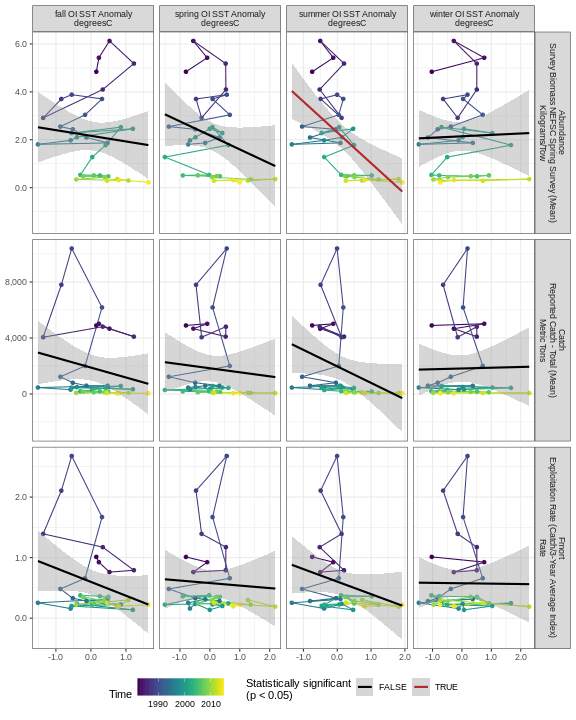 fall OI SST Anomaly
degreesC
spring OI SST Anomaly
degreesC
summer OI SST Anomaly
degreesC
winter OI SST Anomaly
degreesC
6.0
4.0
2.0
0.0
Abundance
Survey Biomass NEFSC Spring Survey (Mean)
Kilograms/tow
8,000
4,000
0
Catch
Reported Catch - Total (Mean)
Metric Tons
2.0
1.0
0.0
Fmort
Exploitation Rate (Catch/3-Year Average Index)
Rate
-1.0 0.0 1.0
-1.0 0.0 1.0 2.0
-1.0 0.0 1.0 2.0
-1.0 0.0 1.0 2.0
Time
1990 2000 2010
Statistically significant
(p < 0.05)
FALSE
TRUE